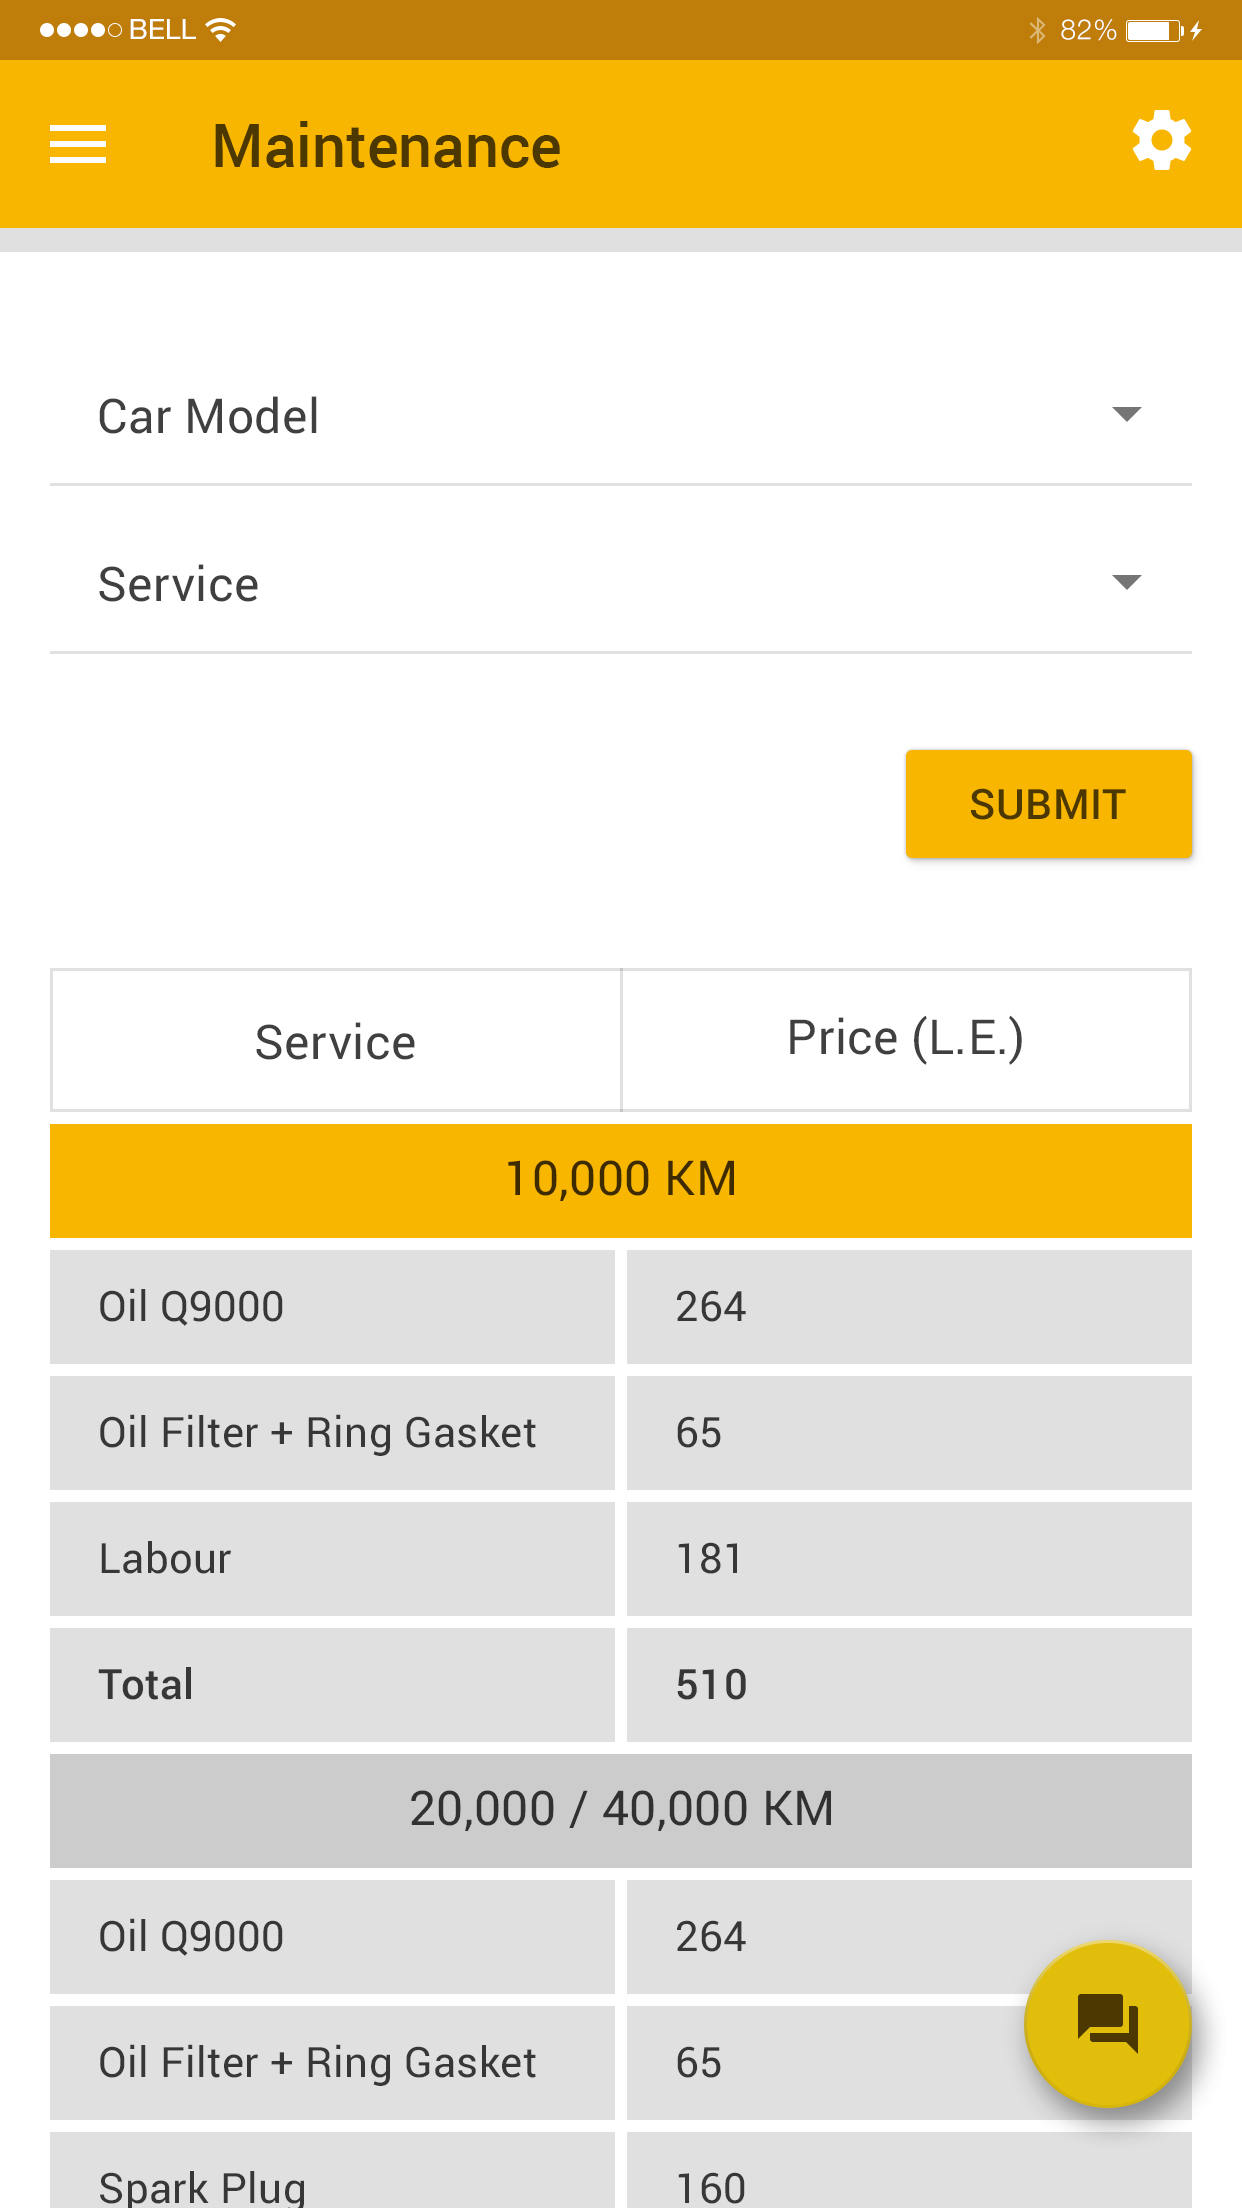 BELL 82%
Maintenance
Car Model
Service
SUBMIT
Service Price (L.E.)
10,000 KM
Oil Q9000 264
Oil Filter + Ring Gasket 65
Labour 181
Total 510
20,000 / 40,000 KM
Oil Q9000 264
Oil Filter + Ring Gasket 65
Spark Plug 160